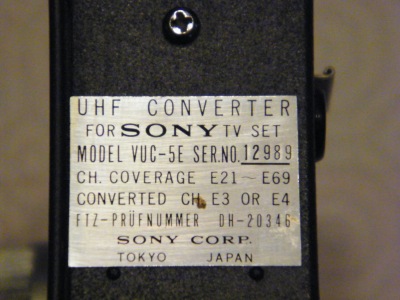 UHF CONVERTER
FOR SONY TV SET
MODEL VUC-5E SER.NO. 12989
CH. COVERAGE E21~E69
CONVERTED CH. E3 OR E4
FTZ-PRÜFNUMMER DH-20346
SONY CORP.
TOKYO JAPAN